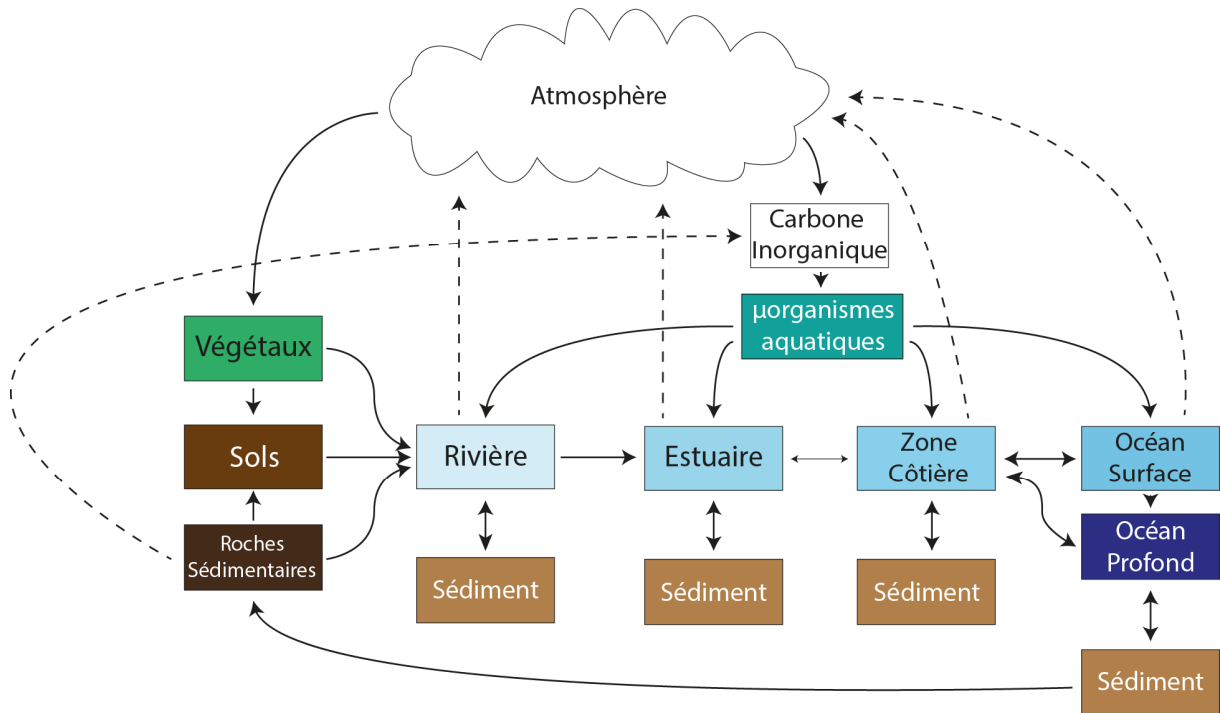 Atmosphère
Carbone
Inorganique
µorganismes
aquatiques
Végétaux
Sols
Rivière
Estuaire
Zone
Côtière
Océan
Surface
Roches
Sédimentaires
Océan
Profond
Sédiment
Sédiment
Sédiment
Sédiment